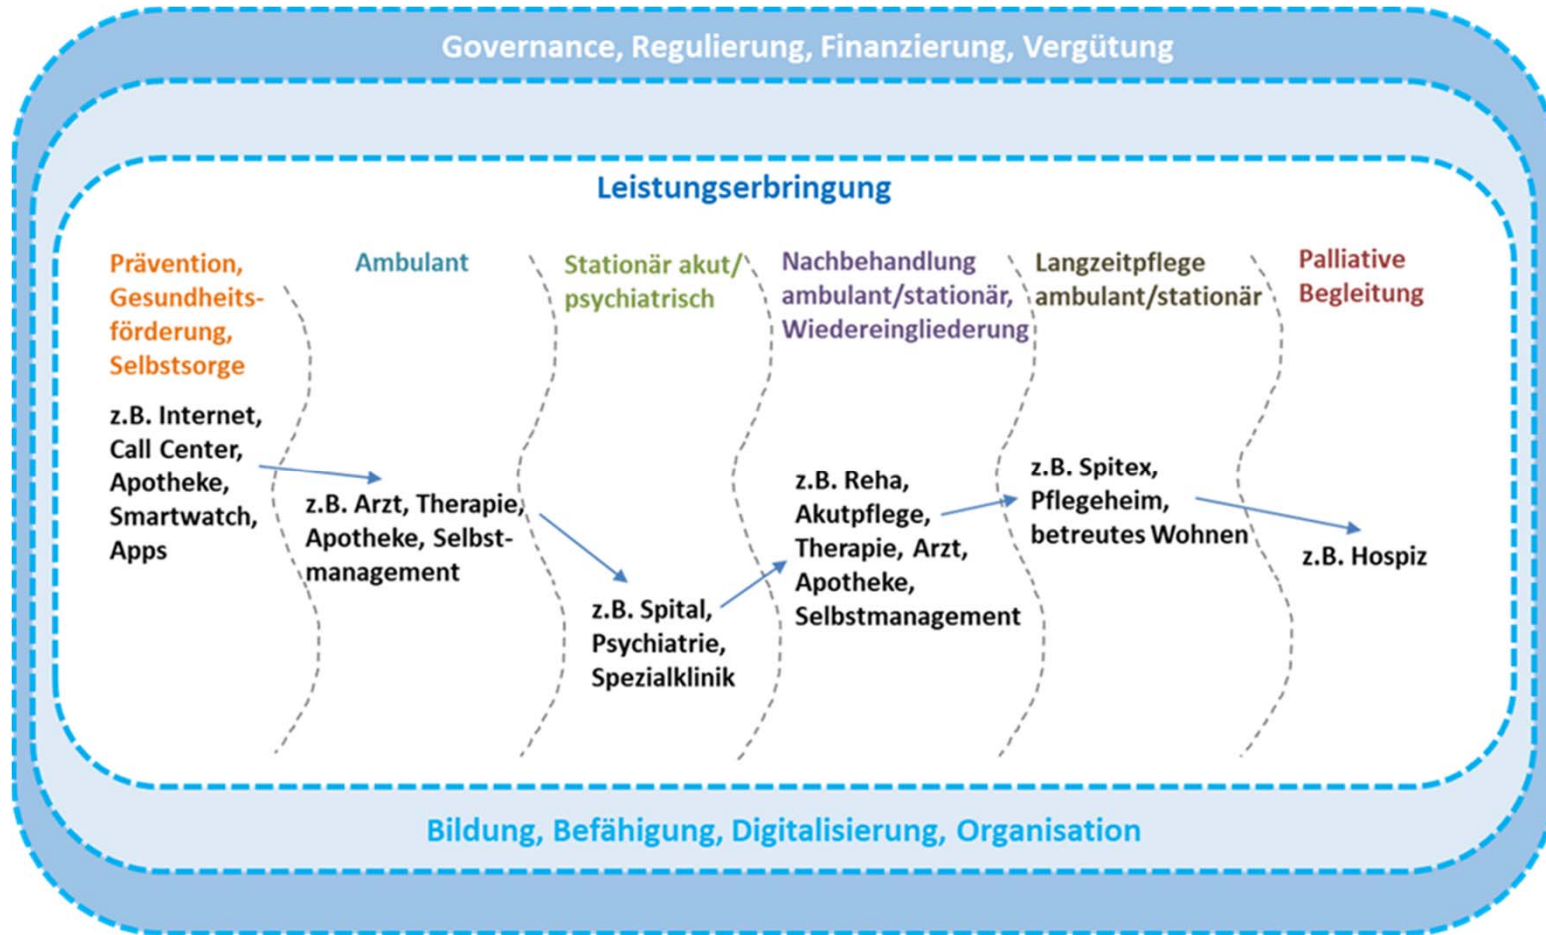 Governance, Regulierung, Finanzierung, Vergütung
Leistungserbringung
Prävention,
Gesundheits-
förderung,
Selbstsorge
z.B. Internet,
Call Center,
Apotheke,
Smartwatch,
Apps
Ambulant
z.B. Arzt, Therapie,
Apotheke, Selbst-
management
Stationär akut/
psychiatrisch
z.B. Spital,
Psychiatrie,
Spezialklinik
Nachbehandlung
ambulant/stationär,
Wiedereingliederung
z.B. Reha,
Akutpflege,
Therapie, Arzt,
Apotheke,
Selbstmanagement
Langzeitpflege
ambulant/stationär
z.B. Spitex,
Pflegeheim,
betreutes Wohnen
Palliative
Begleitung
z.B. Hospiz
Bildung, Befähigung, Digitalisierung, Organisation